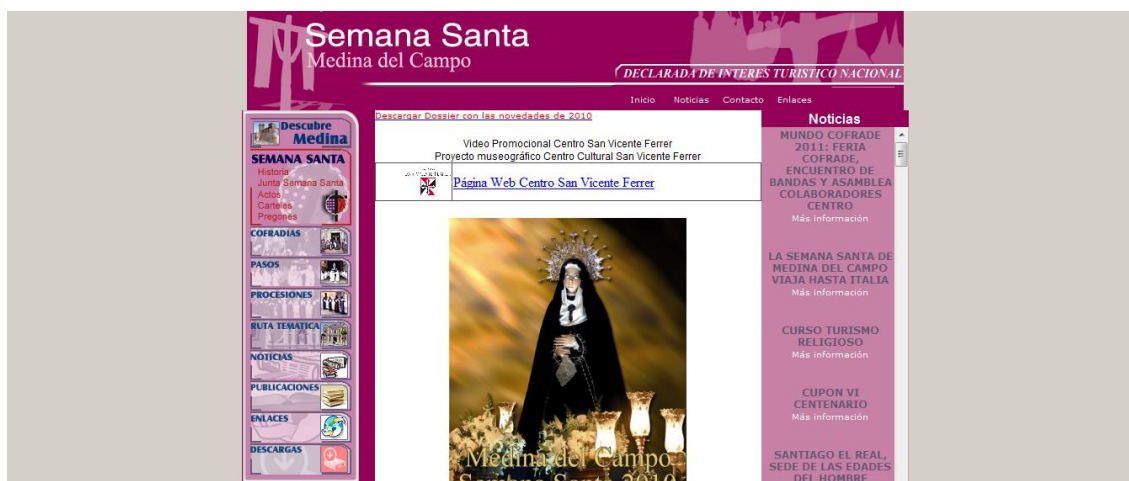 Semana Santa
Medina del Campo
DECLARADA DE INTERES TURISTICO NACIONAL
Inicio Noticias Contacto Enlaces
Descubre
Medina
SEMANA SANTA
Historia
Junta Semana Santa
Actos
Carteles
Pregones
COFRADIAS
PASOS
PROCESIONES
RUTA TEMATICA
NOTICIAS
PUBLICACIONES
ENLACES
DESCARGAS
Descargar Dossier con las novedades de 2010
Video Promocional Centro San Vicente Ferrer
Proyecto museográfico Centro Cultural San Vicente Ferrer
Página Web Centro San Vicente Ferrer
Medina del Campo
Semana Santa 2010
Noticias
MUNDO COFRADE
2011: FERIA
COFRADE,
ENCUENTRO DE
BANDAS Y ASAMBLEA
COLABORADORES
CENTRO
Más información
LA SEMANA SANTA DE
MEDINA DEL CAMPO
VIAJA HASTA ITALIA
Más información
CURSO TURISMO
RELIGIOSO
Más información
CUPON VI
CENTENARIO
Más información
SANTIAGO EL REAL,
SEDE DE LAS EDADES
DEL HOMBRE